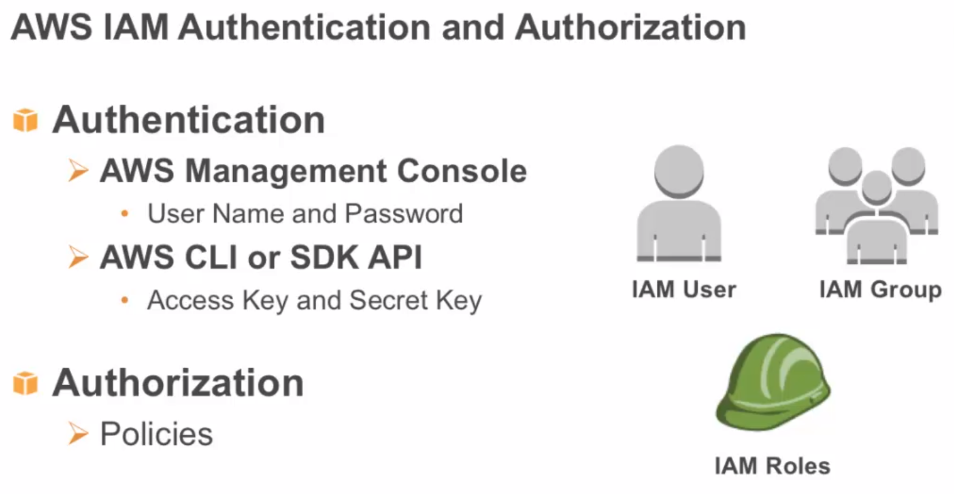 AWS IAM Authentication and Authorization
Authentication
AWS Management Console
User Name and Password
AWS CLI or SDK API
Access Key and Secret Key
Authorization
Policies
IAM User
IAM Group
IAM Roles